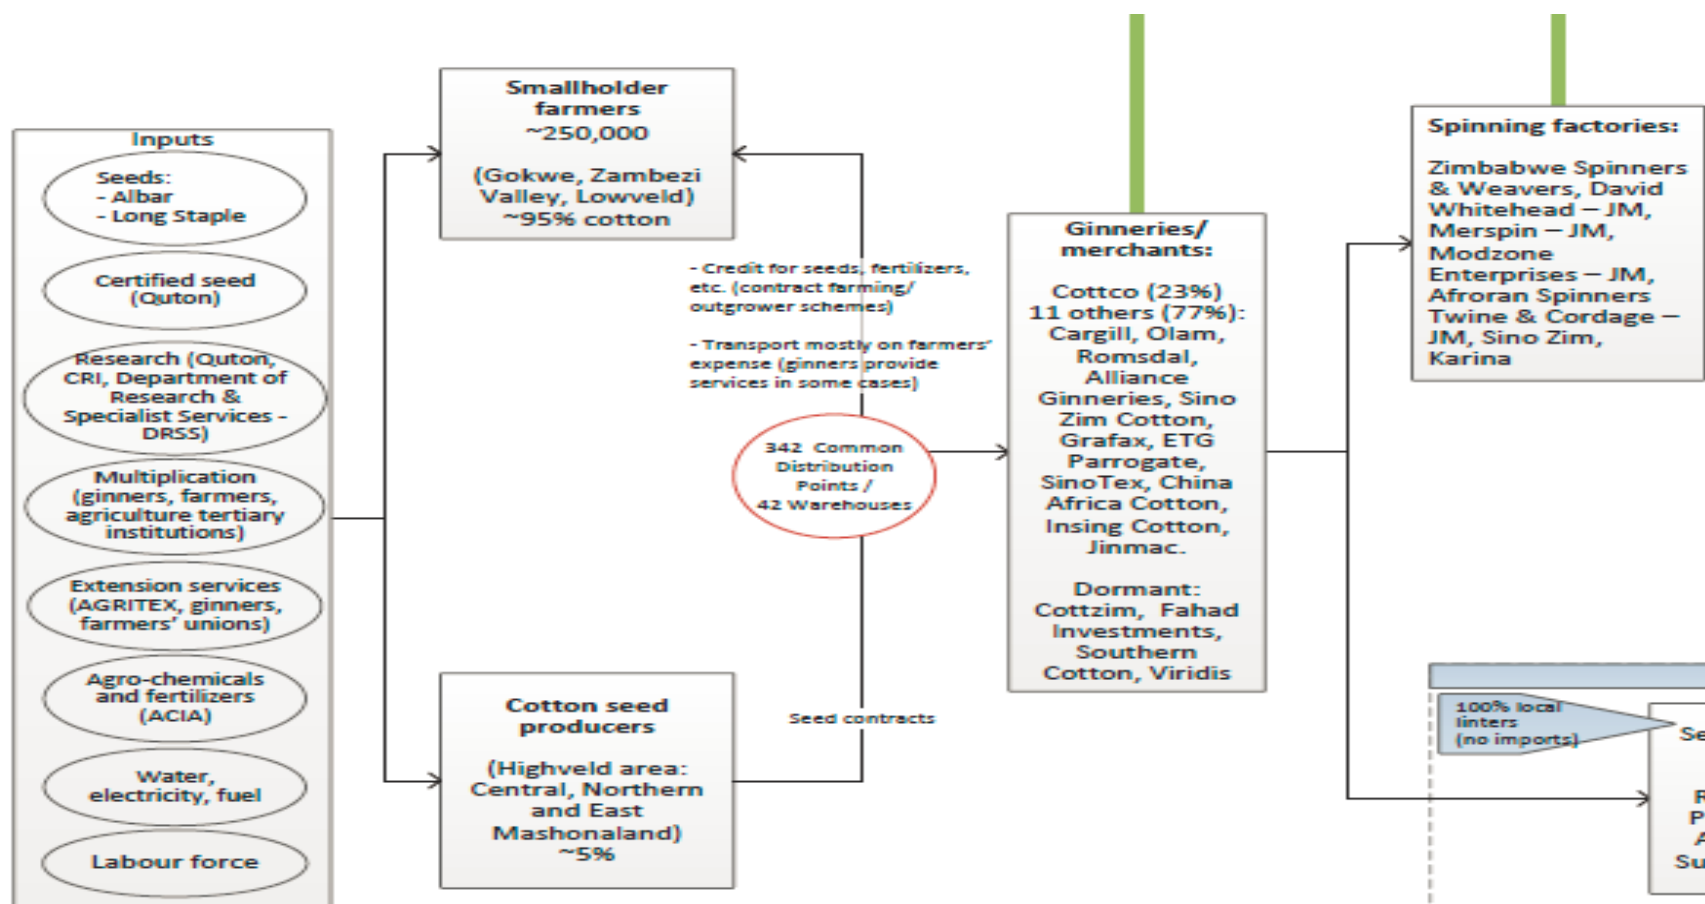 Inputs
Seeds:
- Albar
- Long Staple
Certified seed
(Quton)
Research (Quton,
CRI, Department of
Research &
Specialist Services -
DRSS)
Multiplication
(ginners, farmers,
agriculture tertiary
institutions)
Extension services
(AGRITEX, ginners,
farmers' unions)
Agro-chemicals
and fertilizers
(ACIA)
Water,
electricity, fuel
Labour force
Smallholder
farmers
~250,000
(Gokwe, Zambezi
Valley, Lowveld)
~95% cotton
Cotton seed
producers
(Highveld area:
Central, Northern
and East
Mashonaland)
~5%
- Credit for seeds, fertilizers,
etc. (contract farming/
outgrower schemes)
- Transport mostly on farmers'
expense (ginners provide
services in some cases)
342 Common
Distribution
Points /
42 Warehouses
Seed contracts
Ginneries/
merchants:
Cottco (23%)
11 others (77%):
Cargill, Olam,
Romsdal,
Alliance
Ginneries, Sino
Zim Cotton,
Grafax, ETG
Parrogate,
SinoTex, China
Africa Cotton,
Insing Cotton,
Jinmac.
Dormant:
Cottzim, Fahad
Investments,
Southern
Cotton, Viridis
Spinning factories:
Zimbabwe Spinners
& Weavers, David
Whitehead – JM,
Merspin – JM,
Modzone
Enterprises – JM,
Afroran Spinners
Twine & Cordage –
JM, Sino Zim,
Karina
100% local
linters
(no imports)